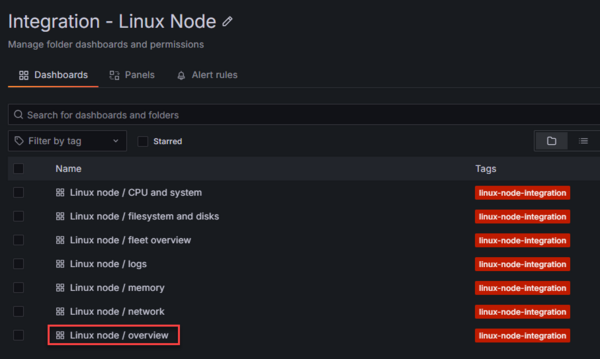 Integration - Linux Node
Manage folder dashboards and permissions
Dashboards Panels Alert rules
Search for dashboards and folders
Filter by tag Starred
Name Tags
Linux node / CPU and system linux-node-integration
Linux node / filesystem and disks linux-node-integration
Linux node / fleet overview linux-node-integration
Linux node / logs linux-node-integration
Linux node / memory linux-node-integration
Linux node / network linux-node-integration
Linux node / overview linux-node-integration